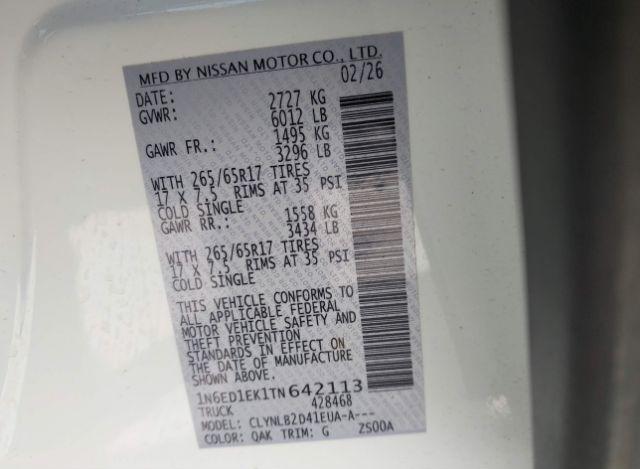 MFD BY NISSAN MOTOR CO., LTD.
DATE: 02/26
GVWR: 2727 KG
6012 LB
GAWR FR.: 1495 KG
3296 LB
WITH 265/65R17 TIRES
17 X 7.5 RIMS AT 35 PSI
COLD SINGLE
GAWR RR.: 1558 KG
3434 LB
WITH 265/65R17 TIRES
17 X 7.5 RIMS AT 35 PSI
COLD SINGLE
THIS VEHICLE CONFORMS TO
ALL APPLICABLE FEDERAL
MOTOR VEHICLE SAFETY AND
THEFT PREVENTION
STANDARDS IN EFFECT ON
THE DATE OF MANUFACTURE
SHOWN ABOVE.
1N6ED1EK1TN642113
TRUCK 428468
MODEL: CLYNLB2D41EUA-A---
COLOR: QAK TRIM: G ZS00A